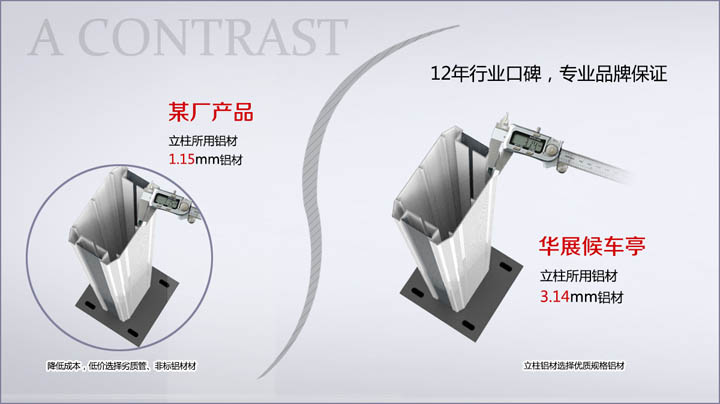 A CONTRAST
某厂产品
立柱所用铝材
1.15mm铝材
降低成本，低价选择劣质管、非标铝材材
12年行业口碑，专业品牌保证
华展候车亭
立柱所用铝材
3.14mm铝材
立柱铝材选择优质规格铝材